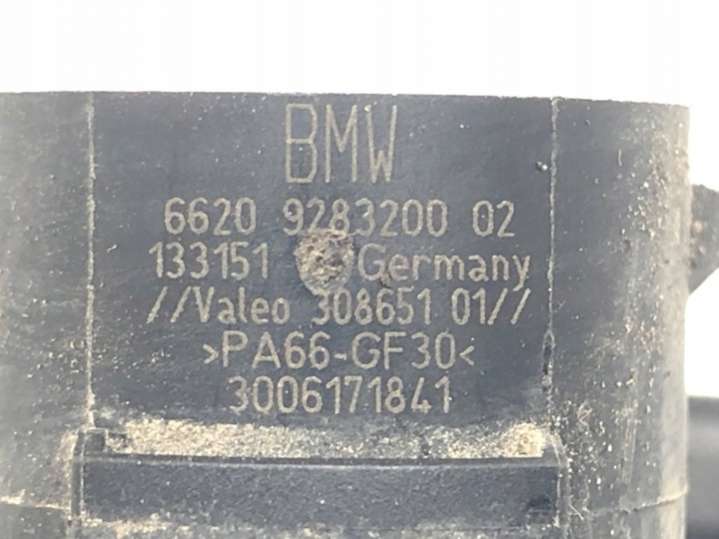 BMW
6620 9283200 02
133151 Germany
//Valeo 308651 01//
>PA66-GF30<
3006171841